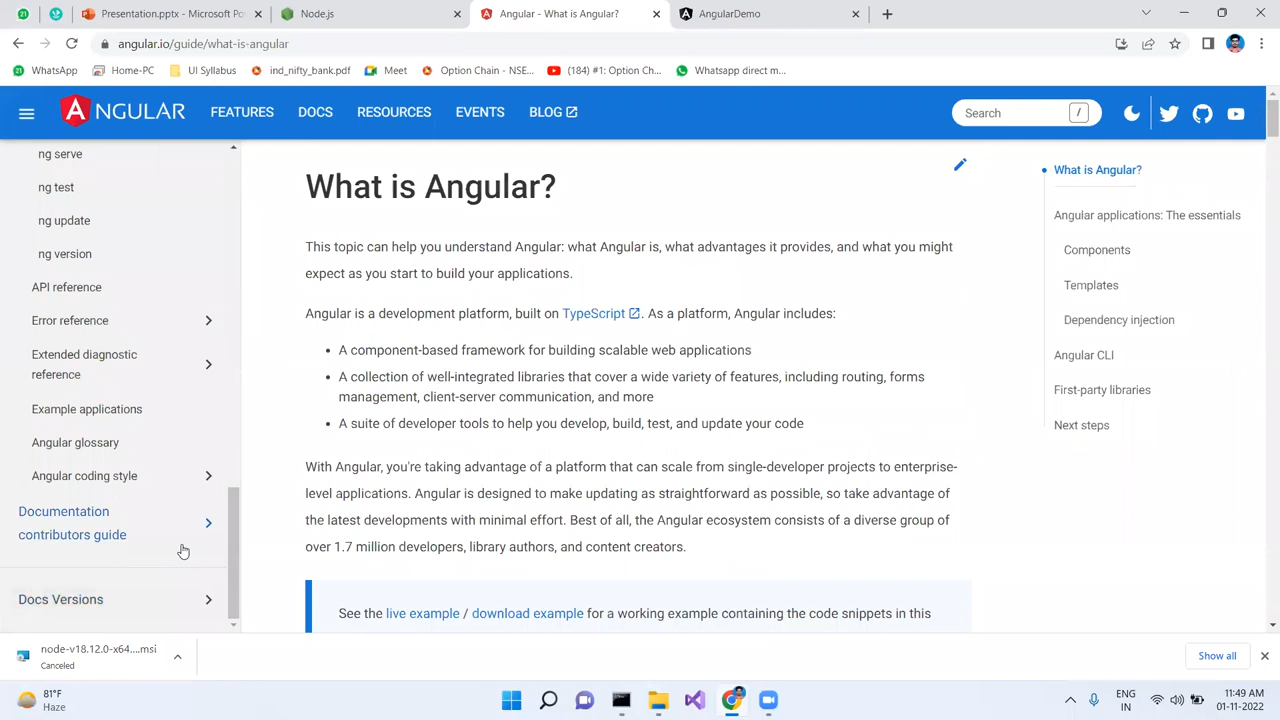 Presentation.pptx - Microsoft Po
Node.js
Angular - What is Angular?
AngularDemo
angular.io/guide/what-is-angular
WhatsApp
Home-PC
UI Syllabus
ind_nifty_bank.pdf
Meet
Option Chain - NSE...
(184) #1: Option Ch...
Whatsapp direct m...
ANGULAR
FEATURES
DOCS
RESOURCES
EVENTS
BLOG
Search
/
ng serve
ng test
ng update
ng version
API reference
Error reference
Extended diagnostic
reference
Example applications
Angular glossary
Angular coding style
Documentation
contributors guide
Docs Versions
What is Angular?
This topic can help you understand Angular: what Angular is, what advantages it provides, and what you might
expect as you start to build your applications.
Angular is a development platform, built on TypeScript. As a platform, Angular includes:
• A component-based framework for building scalable web applications
• A collection of well-integrated libraries that cover a wide variety of features, including routing, forms
management, client-server communication, and more
• A suite of developer tools to help you develop, build, test, and update your code
With Angular, you're taking advantage of a platform that can scale from single-developer projects to enterprise-
level applications. Angular is designed to make updating as straightforward as possible, so take advantage of
the latest developments with minimal effort. Best of all, the Angular ecosystem consists of a diverse group of
over 1.7 million developers, library authors, and content creators.
See the live example / download example for a working example containing the code snippets in this
What is Angular?
Angular applications: The essentials
Components
Templates
Dependency injection
Angular CLI
First-party libraries
Next steps
node-v18.12.0-x64....msi
Canceled
Show all
81°F
Haze
ENG
IN
11:49 AM
01-11-2022